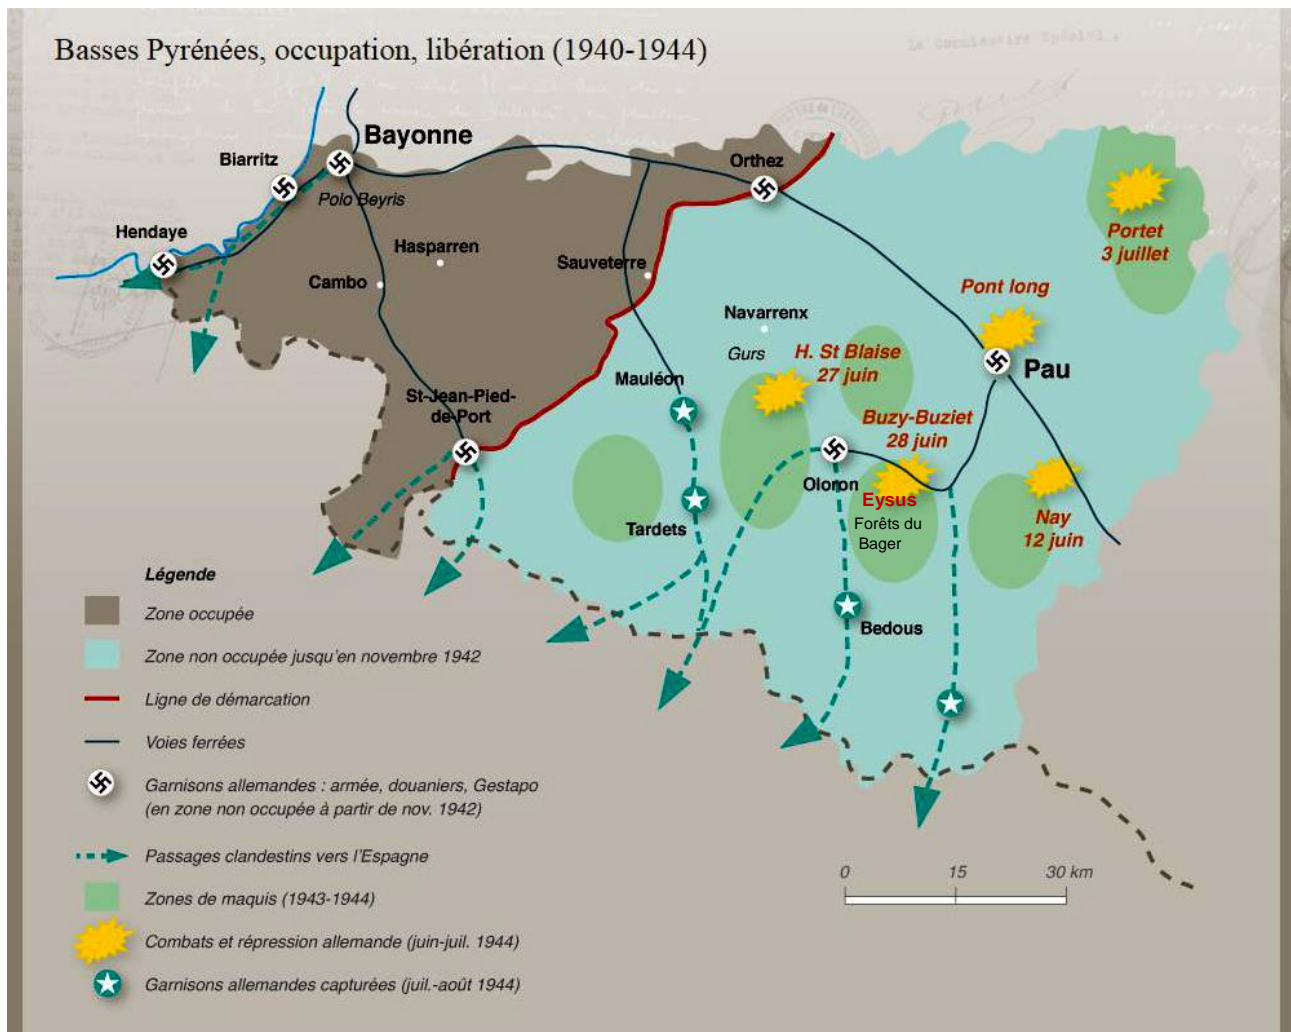 Basses Pyrénées, occupation, libération (1940-1944)
Le Commissaire Spécial,
Bayonne
Biarritz
Orthez
Polo Beyris
Portet
3 juillet
Hendaye
Hasparren
Sauveterre
Cambo
Pont long
Navarrenx
Gurs
H. St Blaise
27 juin
Pau
Mauléon
St-Jean-Pied-
de-Port
Buzy-Buziet
28 juin
Oloron
Eysus
Forêts du
Bager
Nay
12 juin
Tardets
Bedous
Légende
Zone occupée
Zone non occupée jusqu'en novembre 1942
Ligne de démarcation
Voies ferrées
Garnisons allemandes : armée, douaniers, Gestapo
(en zone non occupée à partir de nov. 1942)
Passages clandestins vers l'Espagne
Zones de maquis (1943-1944)
Combats et répression allemande (juin-juil. 1944)
Garnisons allemandes capturées (juil.-août 1944)
0 15 30 km